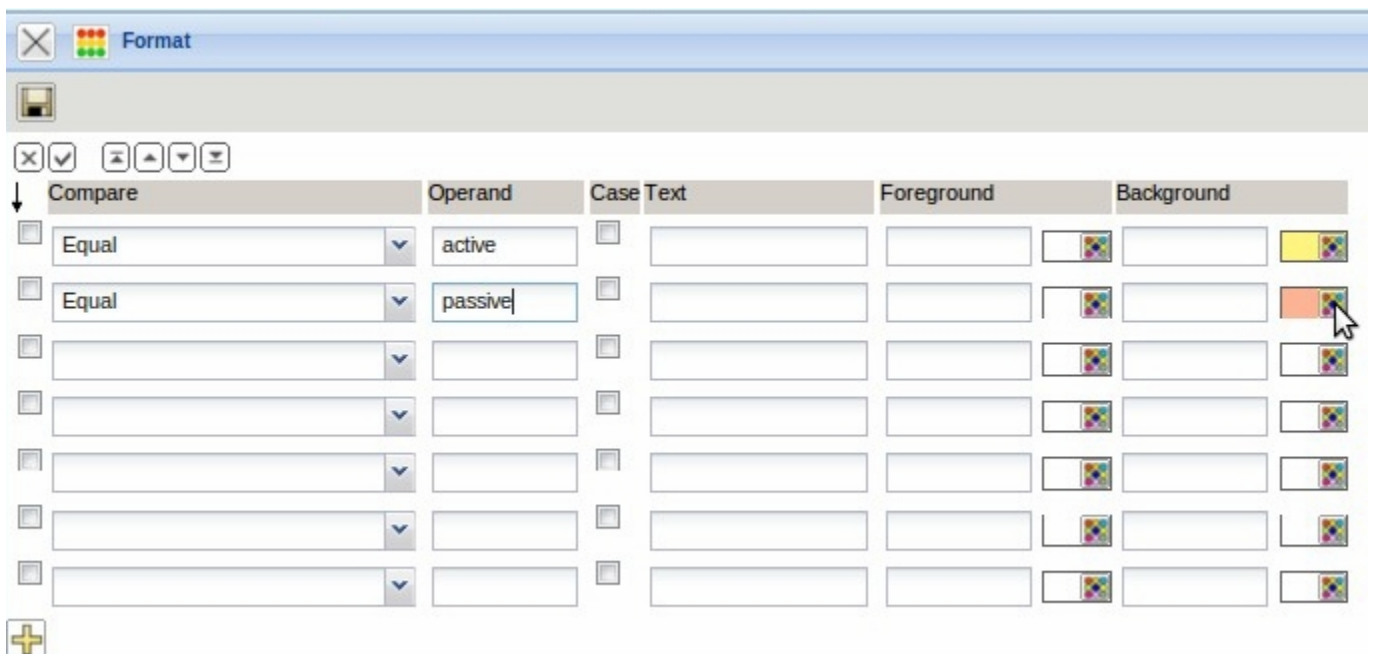 Format
Compare Operand Case Text Foreground Background
Equal active
Equal passive